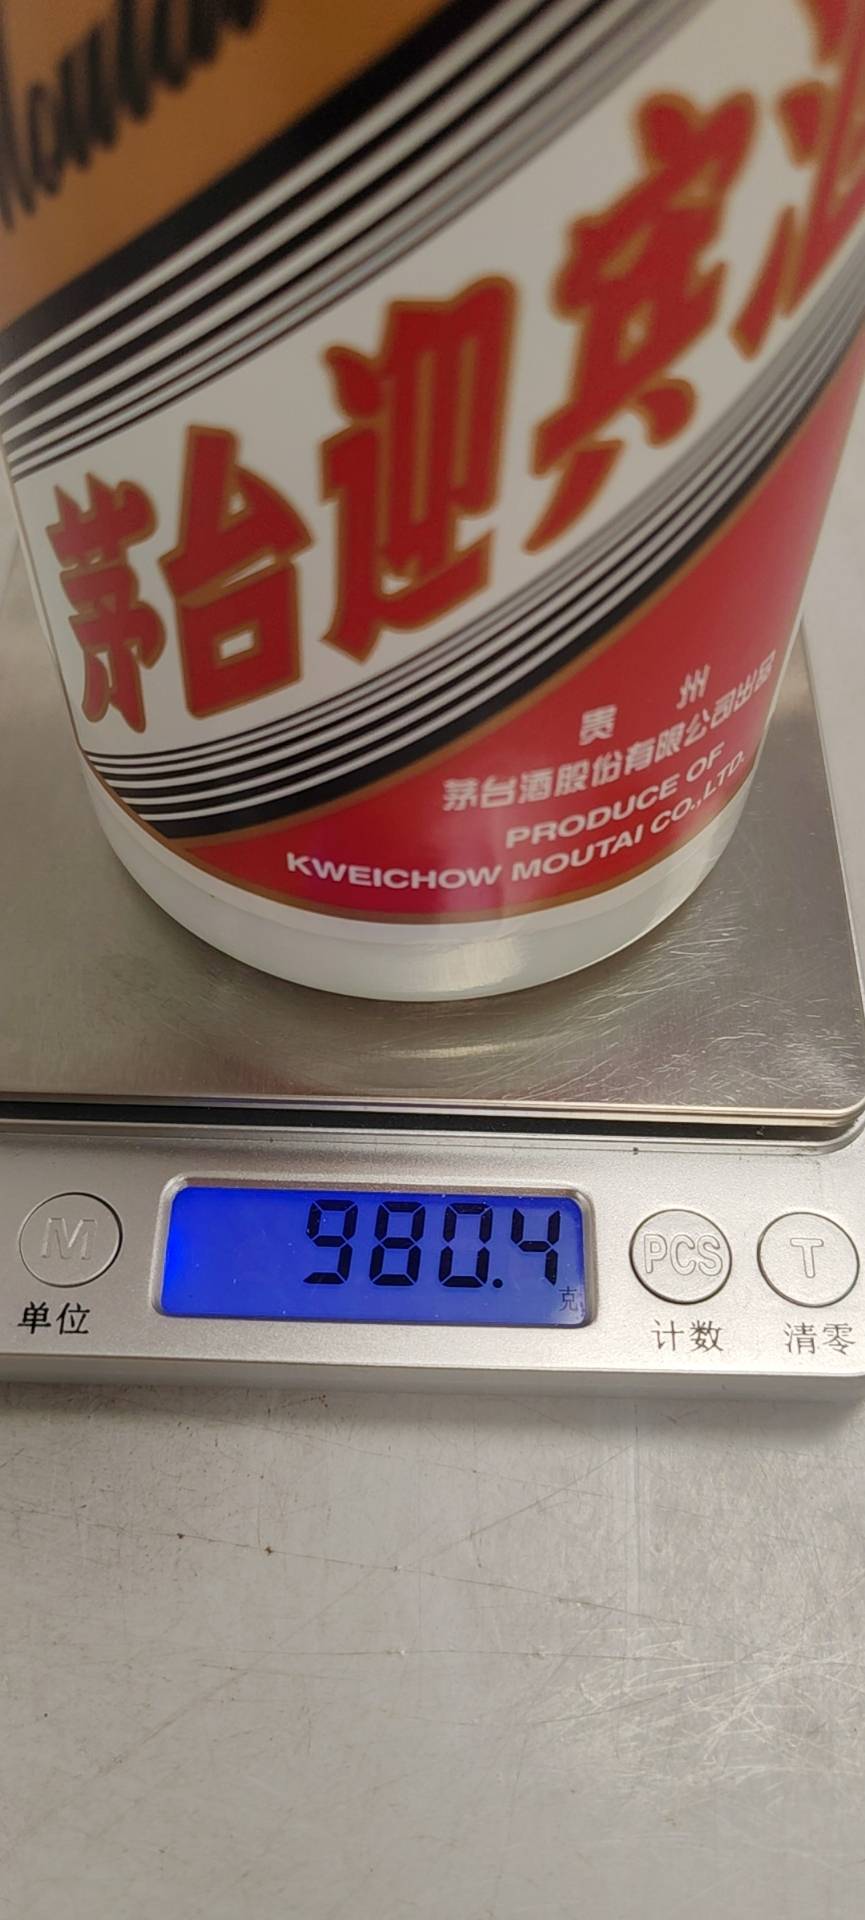 Moutai
茅台迎宾酒
贵 州
茅台酒股份有限公司出品
PRODUCE OF
KWEICHOW MOUTAI CO.,LTD.
M
980.4
克
PCS
T
单位
计数
清零